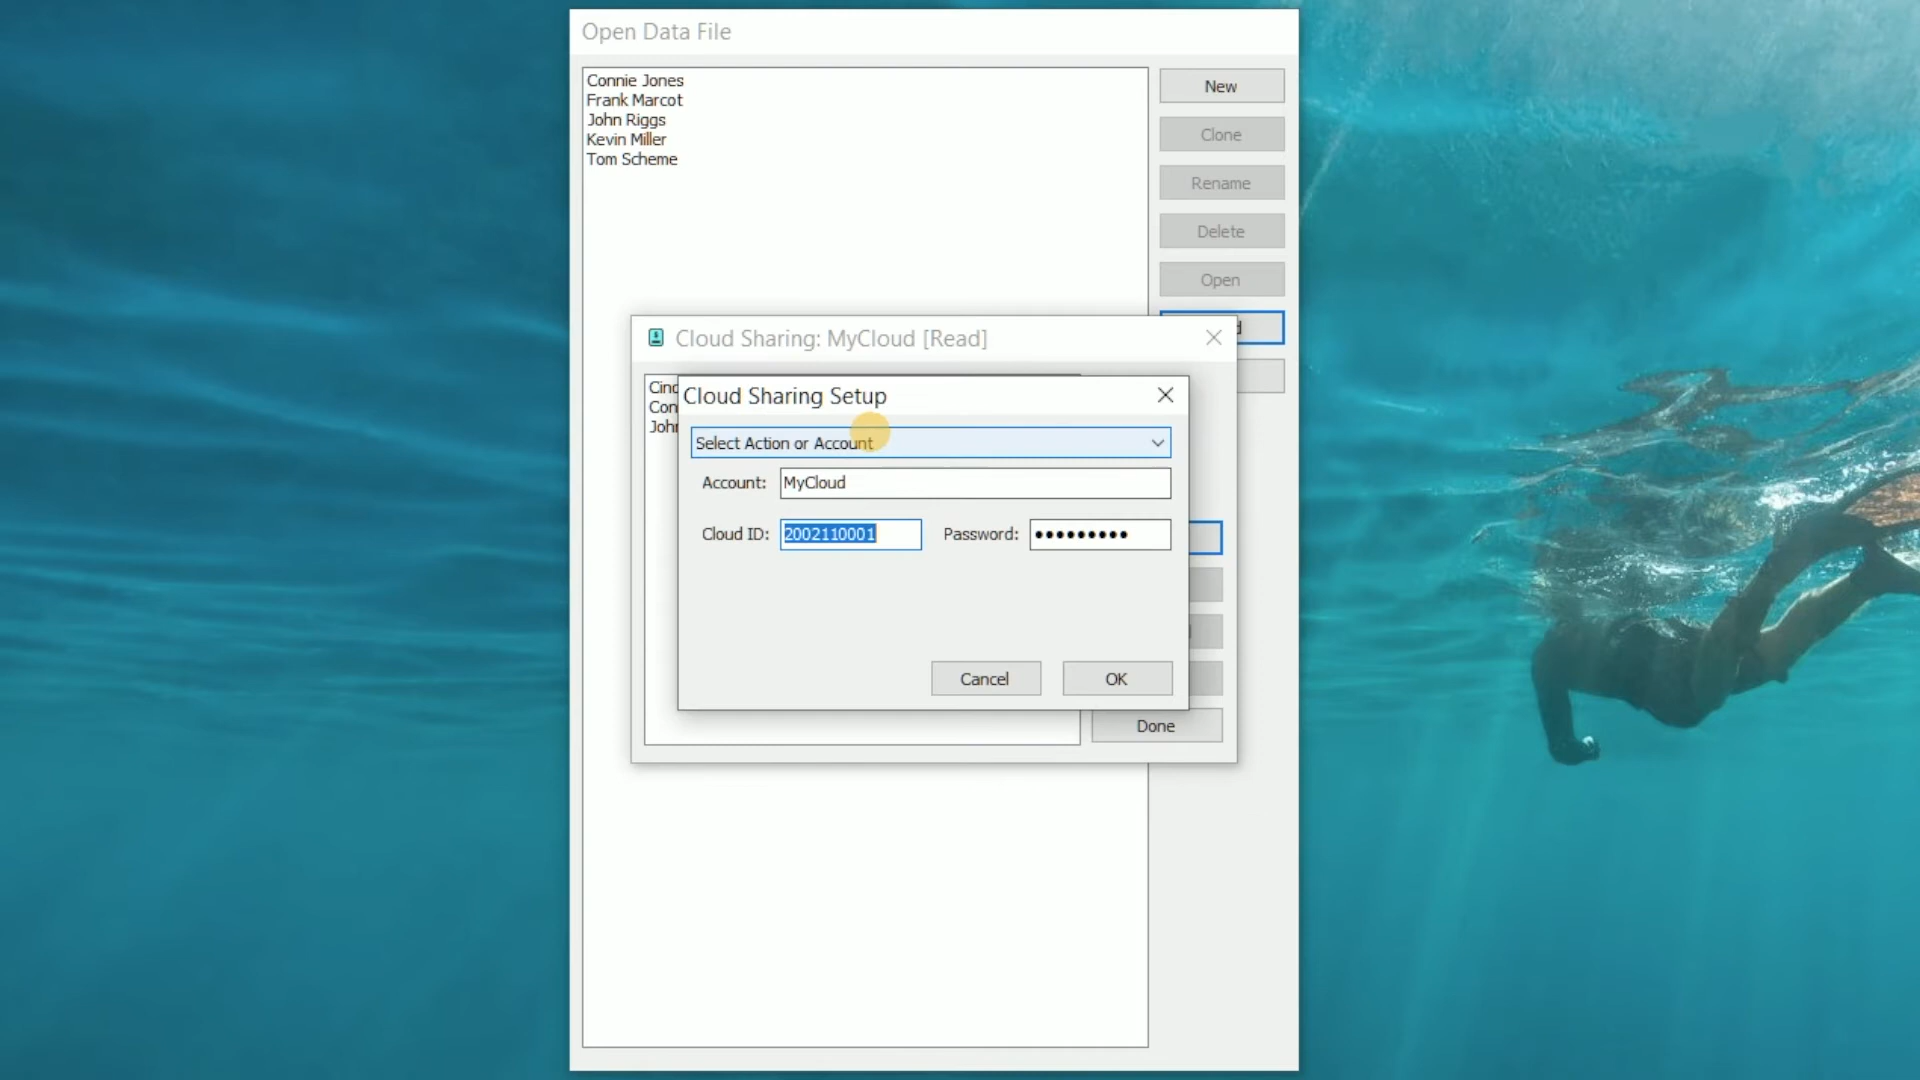 Open Data File
Connie Jones
Frank Marcot
John Riggs
Kevin Miller
Tom Scheme
New
Clone
Rename
Delete
Open
Cloud Sharing: MyCloud [Read]
Cloud Sharing Setup
Select Action or Account
Account: MyCloud
Cloud ID: 2002110001 Password: •••••••••
Cancel OK
Done